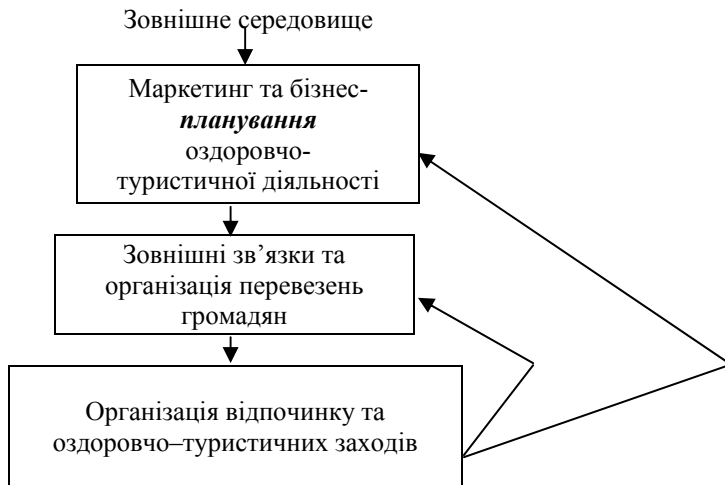 Зовнішнє середовище
Маркетинг та бізнес-
планування
оздоровчо-
туристичної діяльності
Зовнішні зв’язки та
організація перевезень
громадян
Організація відпочинку та
оздоровчо–туристичних заходів